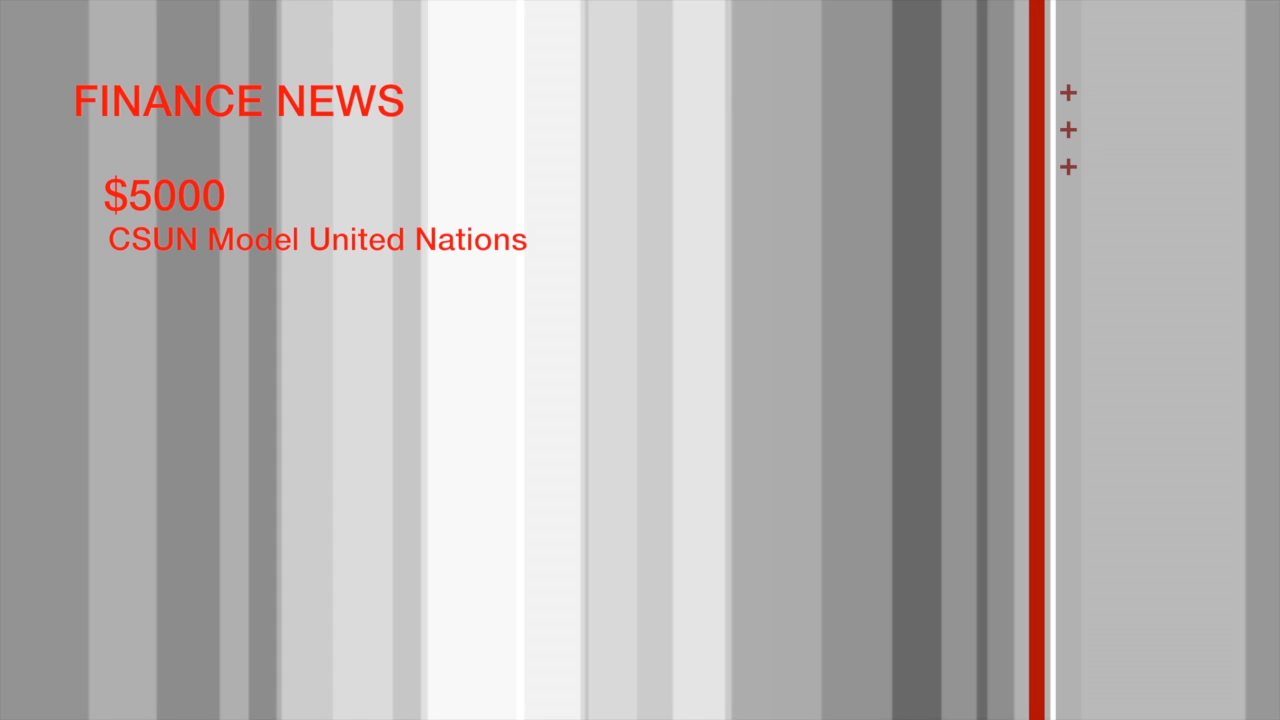 FINANCE NEWS
$5000
CSUN Model United Nations
+
+
+